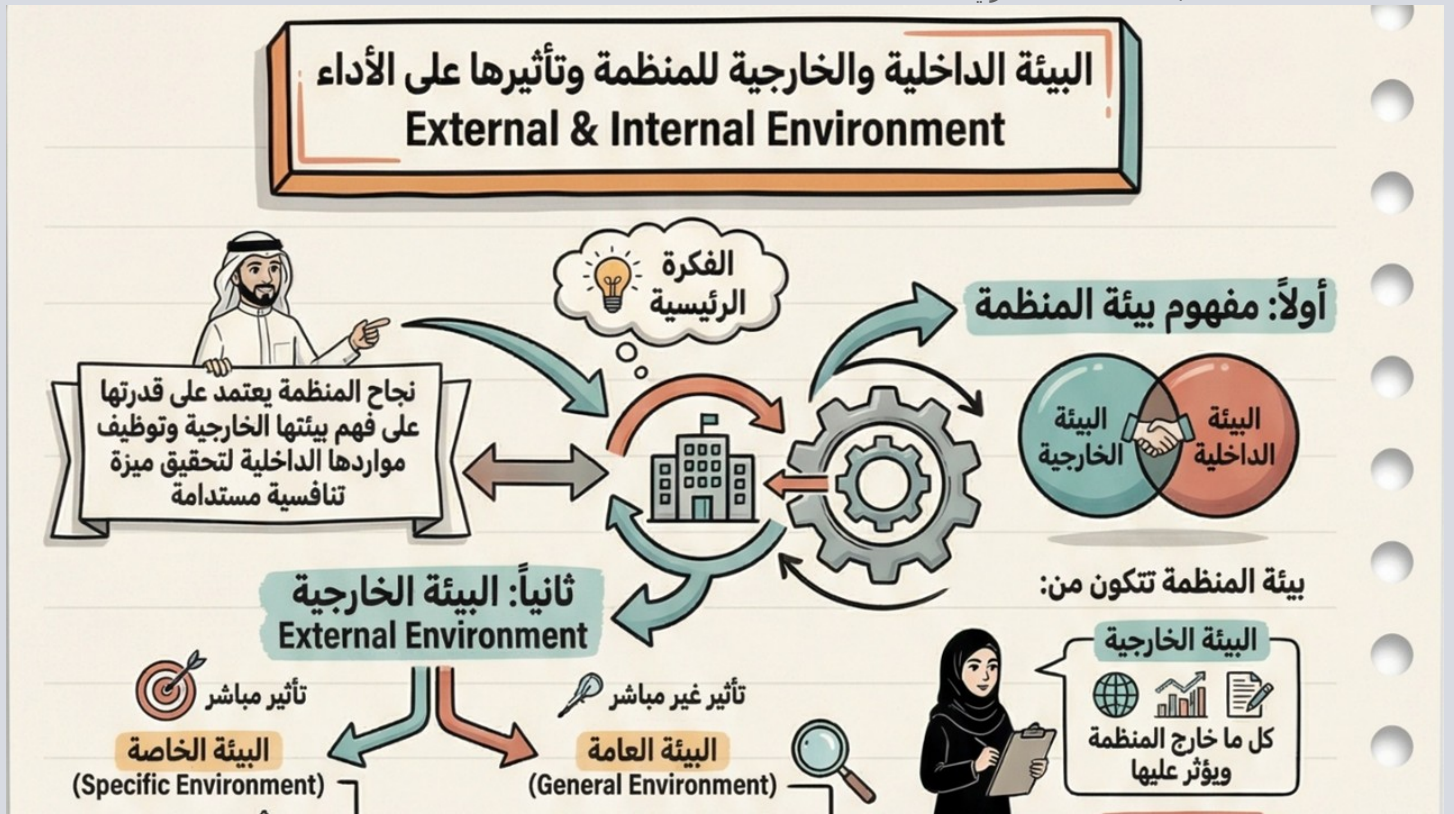 البيئة الداخلية والخارجية للمنظمة وتأثيرها على الأداء
External & Internal Environment
الفكرة
الرئيسية
نجاح المنظمة يعتمد على قدرتها
على فهم بيئتها الخارجية وتوظيف
مواردها الداخلية لتحقيق ميزة
تنافسية مستدامة
أولاً: مفهوم بيئة المنظمة
البيئة
الداخلية
البيئة
الخارجية
بيئة المنظمة تتكون من:
البيئة الخارجية
كل ما خارج المنظمة
ويؤثر عليها
ثانياً: البيئة الخارجية
External Environment
تأثير غير مباشر
البيئة العامة
(General Environment)
تأثير مباشر
البيئة الخاصة
(Specific Environment)